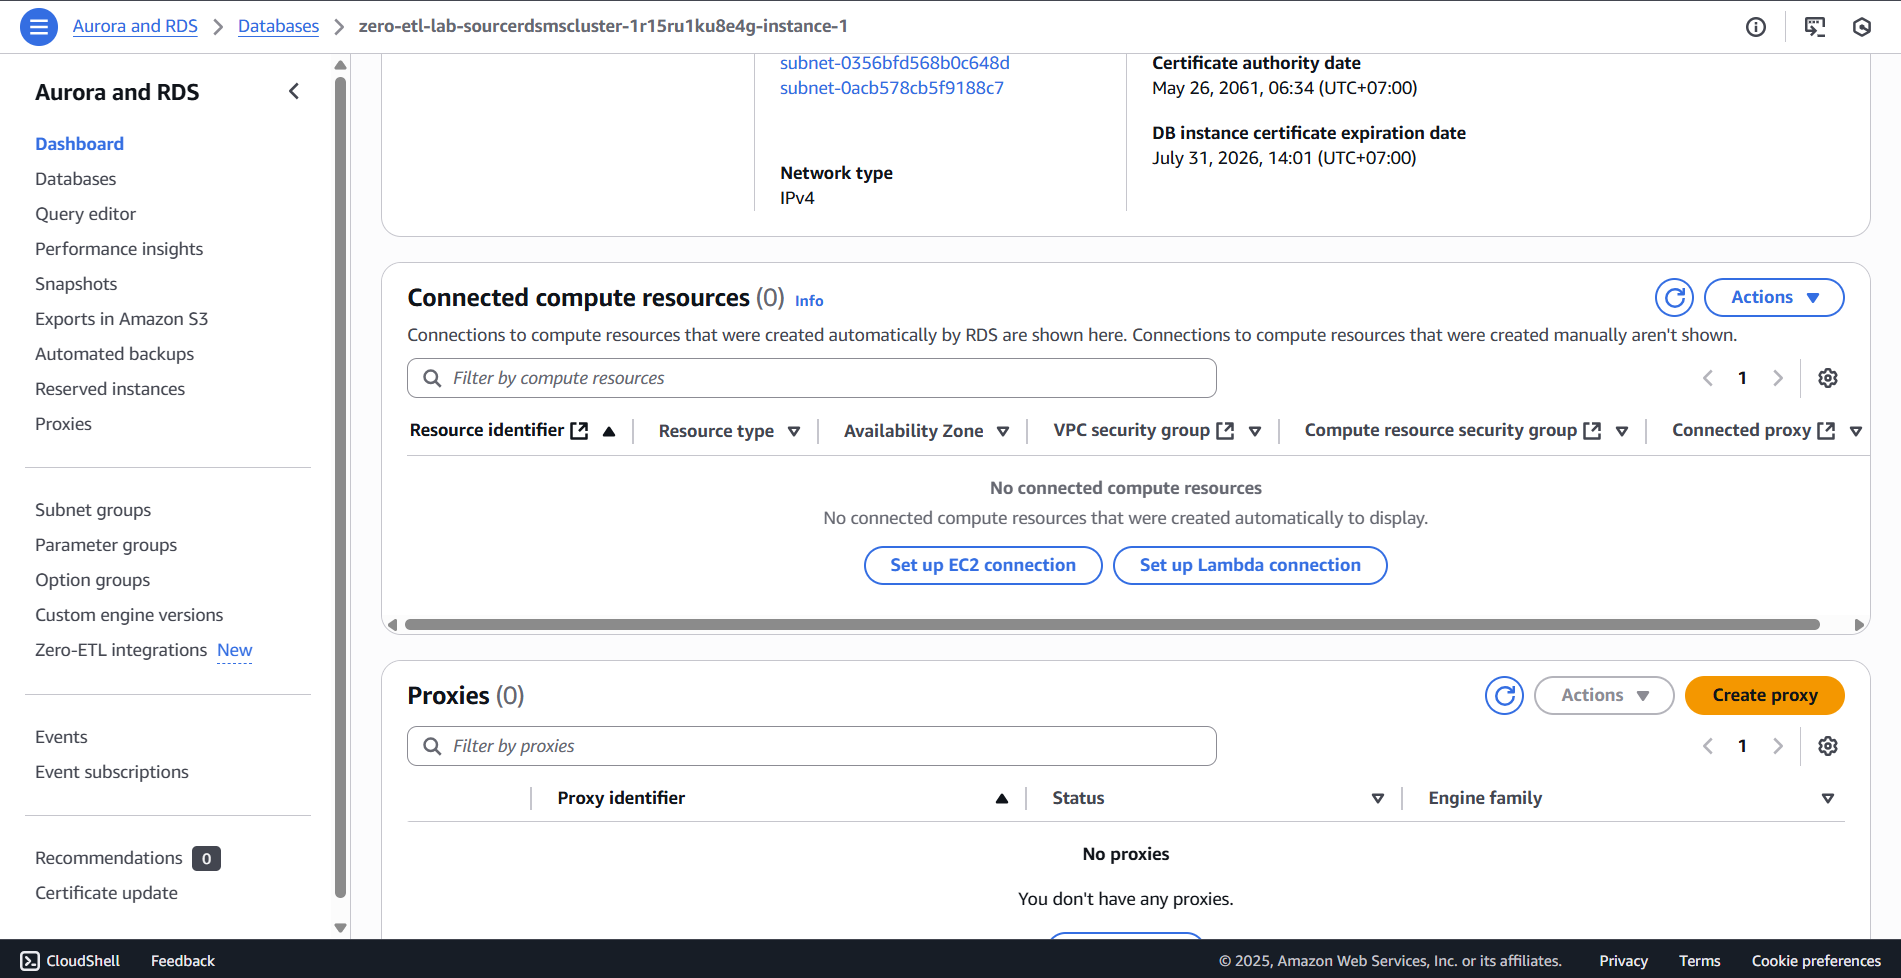 Aurora and RDS > Databases > zero-etl-lab-sourcerdsmscluster-1r15ru1ku8e4g-instance-1
Aurora and RDS
Dashboard
Databases
Query editor
Performance insights
Snapshots
Exports in Amazon S3
Automated backups
Reserved instances
Proxies
Subnet groups
Parameter groups
Option groups
Custom engine versions
Zero-ETL integrations New
Events
Event subscriptions
Recommendations 0
Certificate update
subnet-0356bfd568b0c648d
subnet-0acb578cb5f9188c7
Network type
IPv4
Certificate authority date
May 26, 2061, 06:34 (UTC+07:00)
DB instance certificate expiration date
July 31, 2026, 14:01 (UTC+07:00)
Connected compute resources (0) Info
Actions
Connections to compute resources that were created automatically by RDS are shown here. Connections to compute resources that were created manually aren't shown.
Filter by compute resources
1
Resource identifier Resource type Availability Zone VPC security group Compute resource security group Connected proxy
No connected compute resources
No connected compute resources that were created automatically to display.
Set up EC2 connection Set up Lambda connection
Proxies (0)
Actions Create proxy
Filter by proxies
1
Proxy identifier Status Engine family
No proxies
You don't have any proxies.
CloudShell Feedback © 2025, Amazon Web Services, Inc. or its affiliates. Privacy Terms Cookie preferences